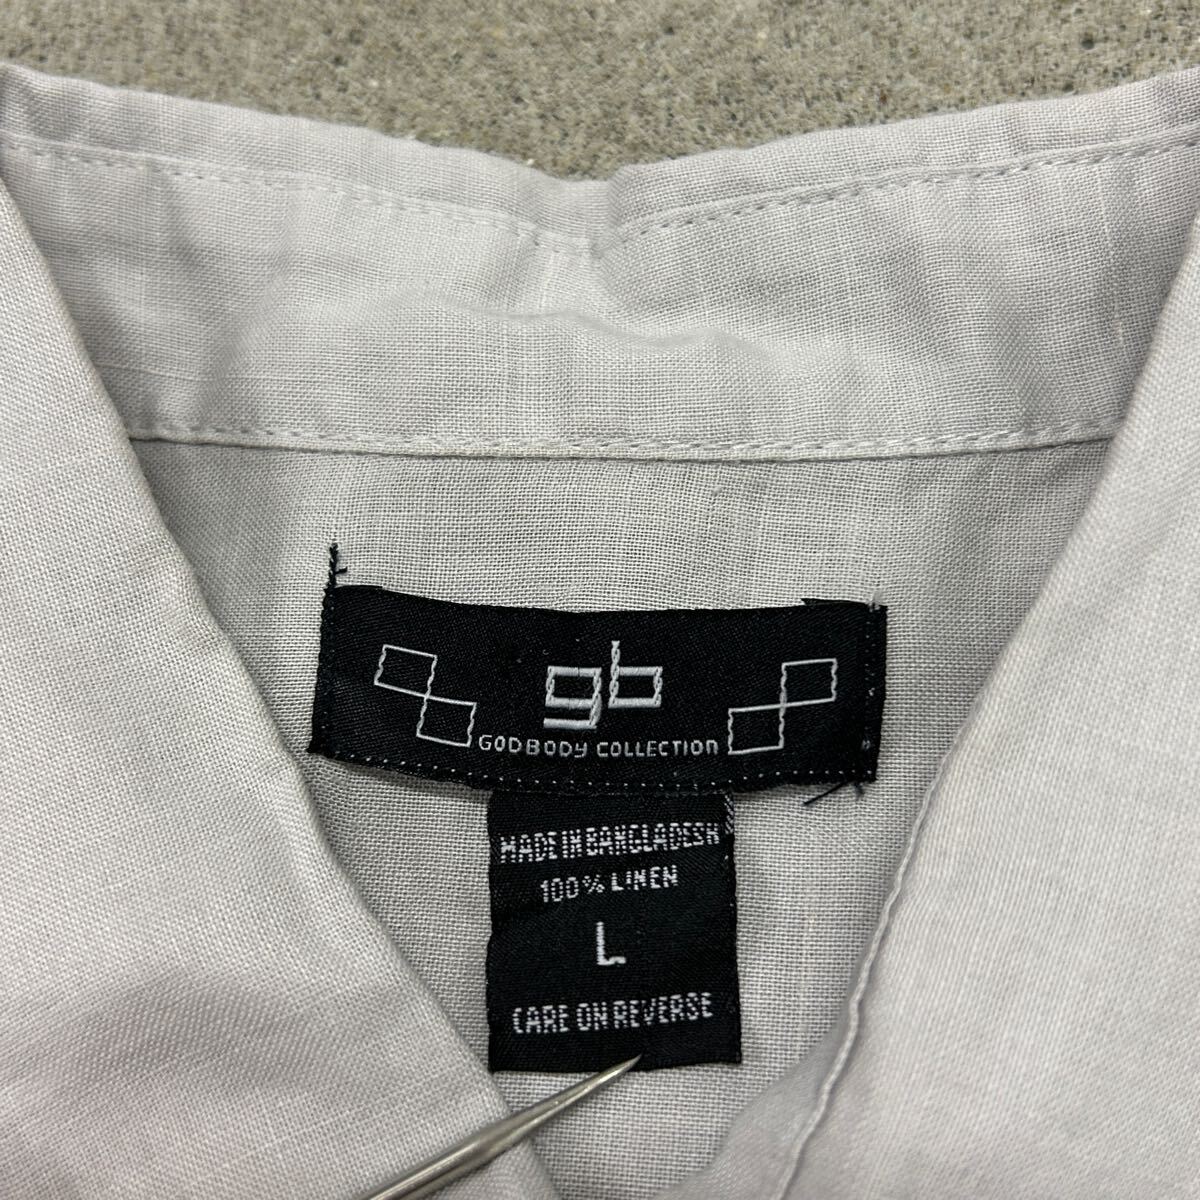 gb
GODBODY COLLECTION
MADE IN BANGLADESH
100% LINEN
L
CARE ON REVERSE